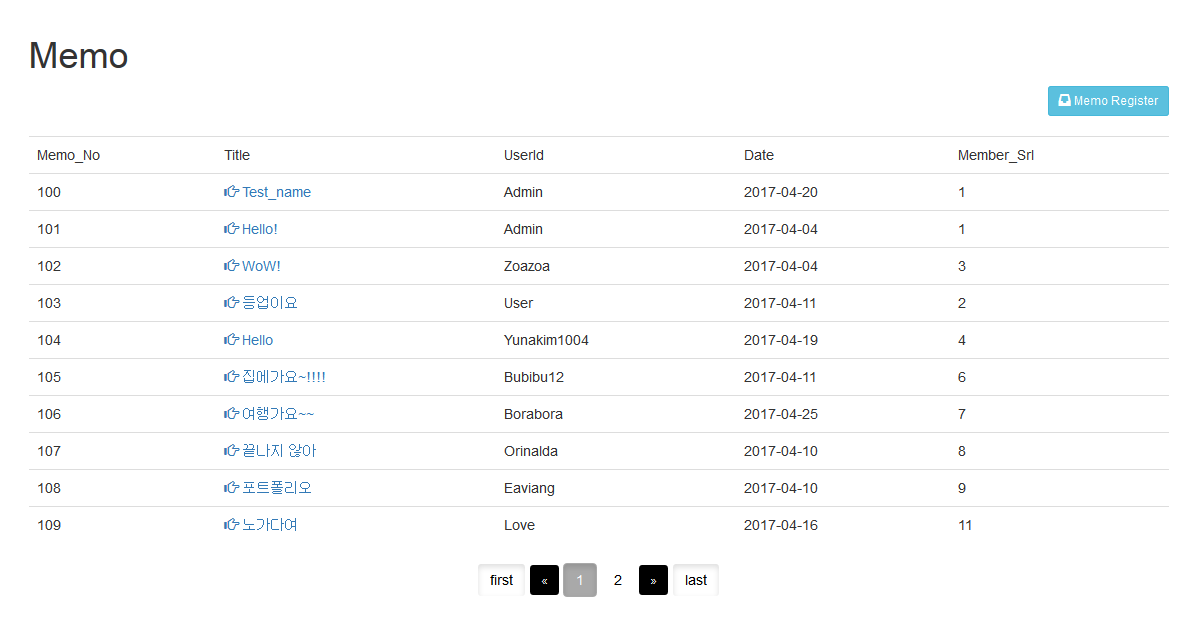 Memo
Memo Register
Memo_No Title UserId Date Member_Srl
100 Test_name Admin 2017-04-20 1
101 Hello! Admin 2017-04-04 1
102 WoW! Zoazoa 2017-04-04 3
103 등업이요 User 2017-04-11 2
104 Hello Yunakim1004 2017-04-19 4
105 집에가요~!!!! Bubibu12 2017-04-11 6
106 여행가요~~ Borabora 2017-04-25 7
107 끝나지 않아 Orinalda 2017-04-10 8
108 포트폴리오 Eaviang 2017-04-10 9
109 노가다여 Love 2017-04-16 11
first « 1 2 » last